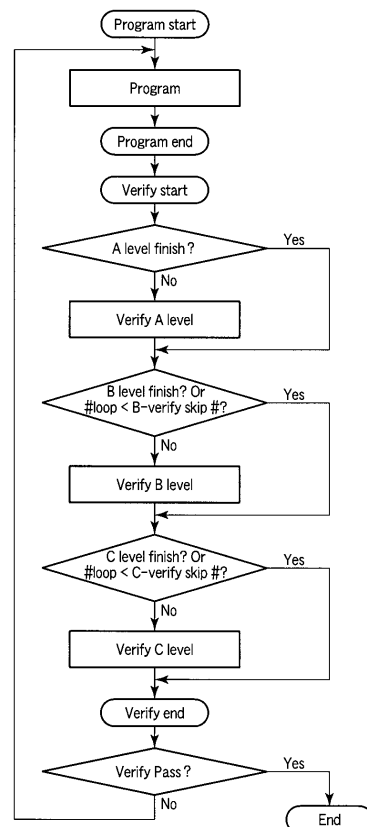 Program start
Program
Program end
Verify start
A level finish?
Yes
No
Verify A level
B level finish? Or
#loop < B-verify skip #?
Yes
No
Verify B level
C level finish? Or
#loop < C-verify skip #?
Yes
No
Verify C level
Verify end
Verify Pass?
Yes
No
End